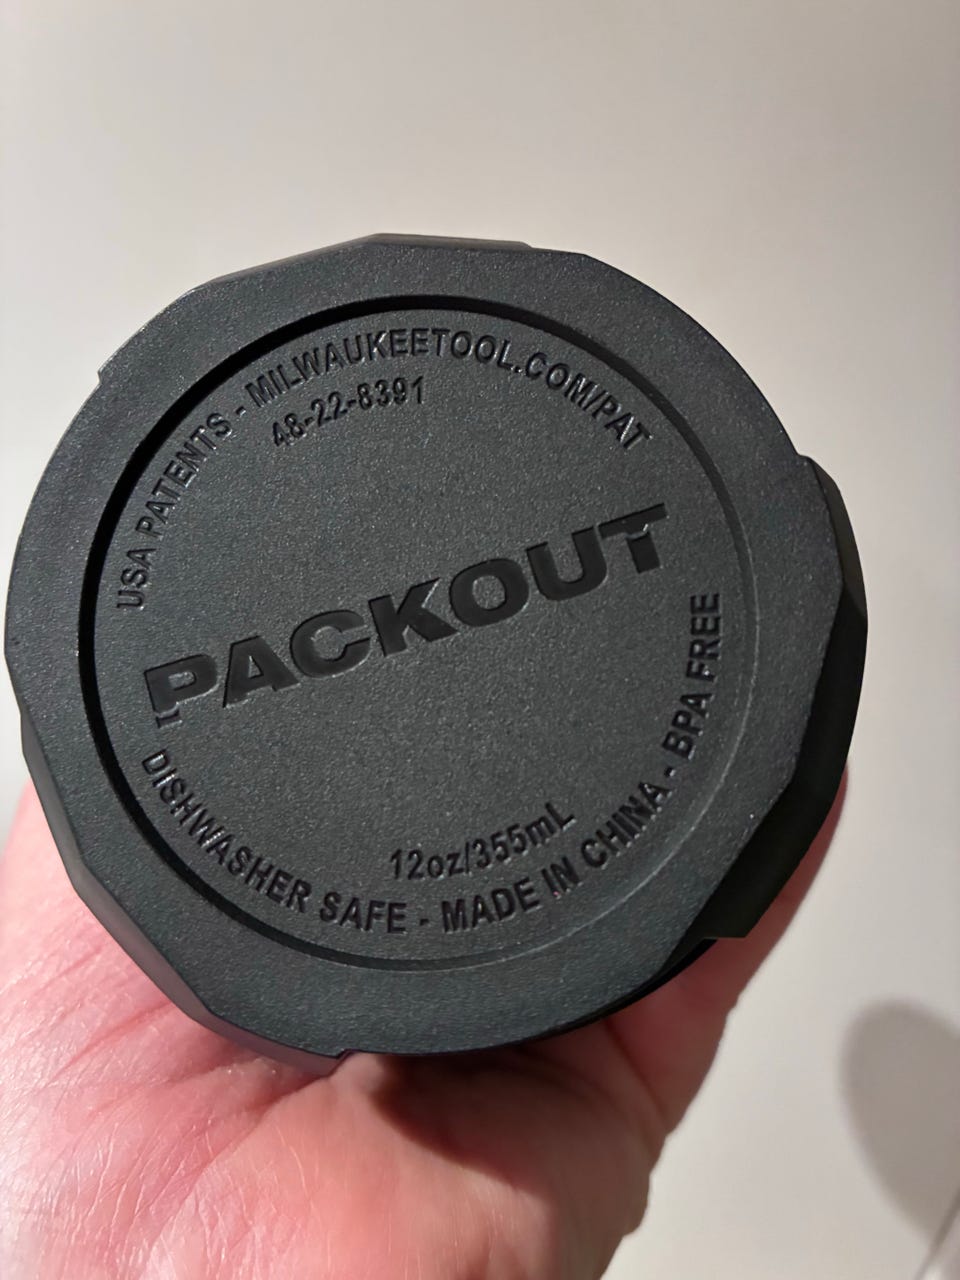 USA PATENTS - MILWAUKEETOOL.COM/PAT
48-22-8391
PACKOUT
12oz/355mL
DISHWASHER SAFE - MADE IN CHINA - BPA FREE